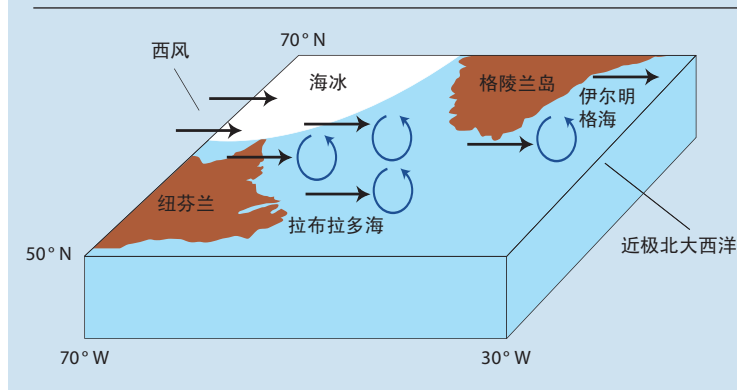 70° N
西风
海冰
格陵兰岛
伊尔明
格海
纽芬兰
拉布拉多海
近极北大西洋
50° N
70° W
30° W